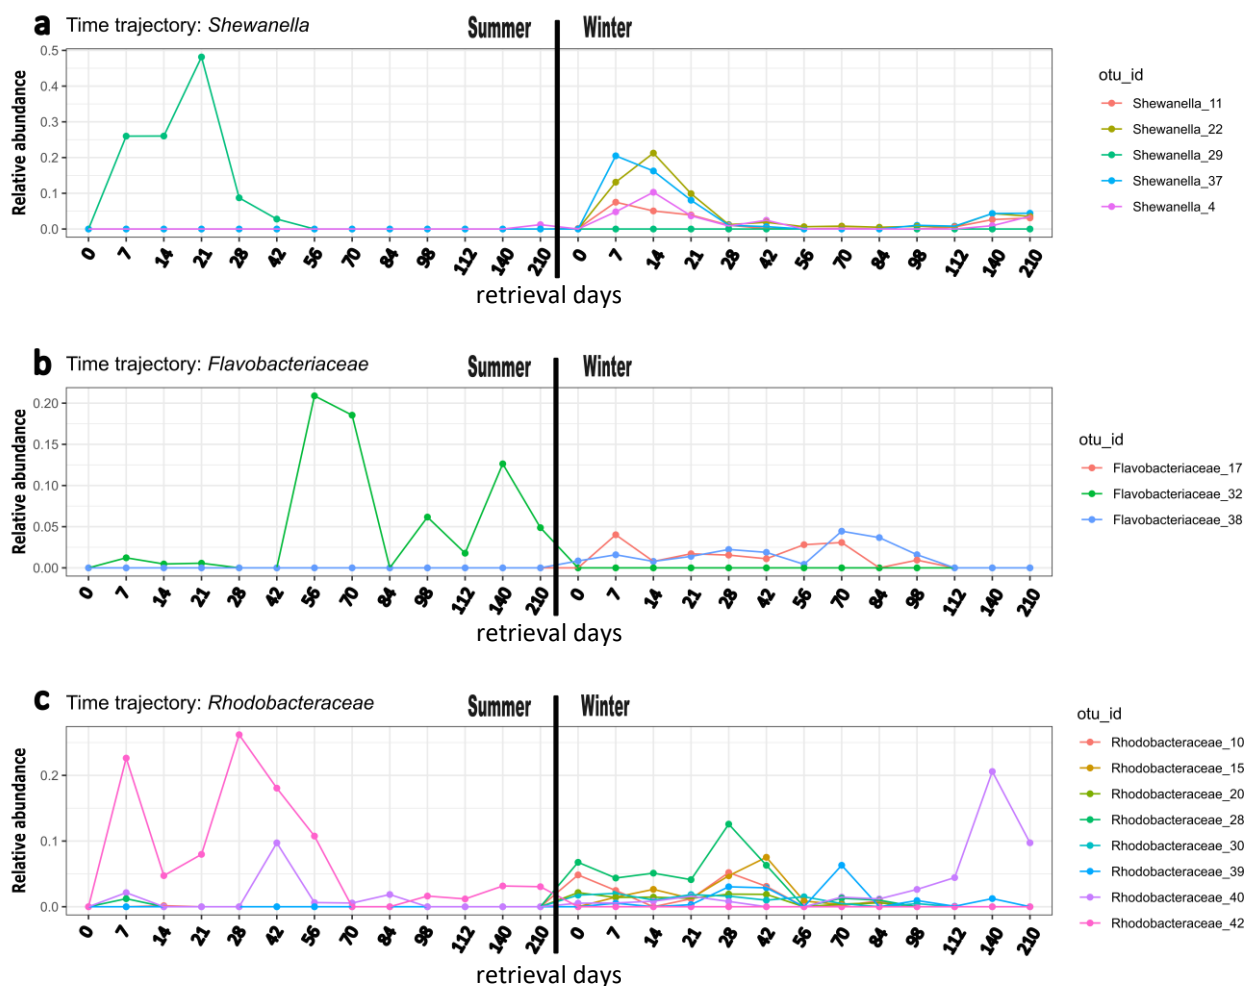 a Time trajectory: Shewanella Summer Winter
Relative abundance
0.5
0.4
0.3
0.2
0.1
0.0
0 7 14 21 28 42 56 70 84 98 112 140 210 0 7 14 21 28 42 56 70 84 98 112 140 210
retrieval days
otu_id
Shewanella_11
Shewanella_22
Shewanella_29
Shewanella_37
Shewanella_4
b Time trajectory: Flavobacteriaceae Summer Winter
Relative abundance
0.20
0.15
0.10
0.05
0.00
0 7 14 21 28 42 56 70 84 98 112 140 210 0 7 14 21 28 42 56 70 84 98 112 140 210
retrieval days
otu_id
Flavobacteriaceae_17
Flavobacteriaceae_32
Flavobacteriaceae_38
c Time trajectory: Rhodobacteraceae Summer Winter
Relative abundance
0.2
0.1
0.0
0 7 14 21 28 42 56 70 84 98 112 140 210 0 7 14 21 28 42 56 70 84 98 112 140 210
retrieval days
otu_id
Rhodobacteraceae_10
Rhodobacteraceae_15
Rhodobacteraceae_20
Rhodobacteraceae_28
Rhodobacteraceae_30
Rhodobacteraceae_39
Rhodobacteraceae_40
Rhodobacteraceae_42